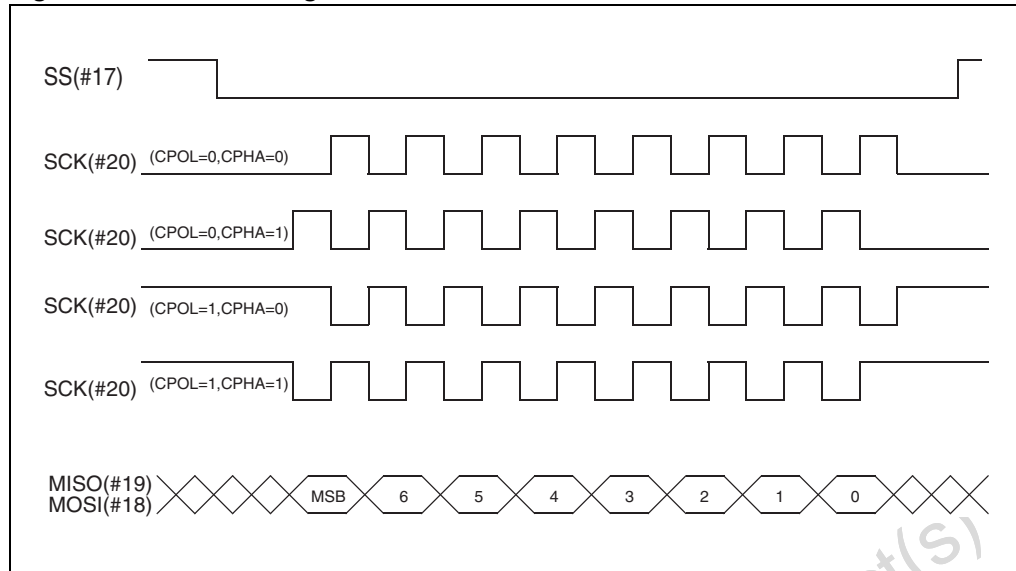 SS(#17)
SCK(#20) (CPOL=0,CPHA=0)
SCK(#20) (CPOL=0,CPHA=1)
SCK(#20) (CPOL=1,CPHA=0)
SCK(#20) (CPOL=1,CPHA=1)
MISO(#19)
MOSI(#18)
MSB 6 5 4 3 2 1 0